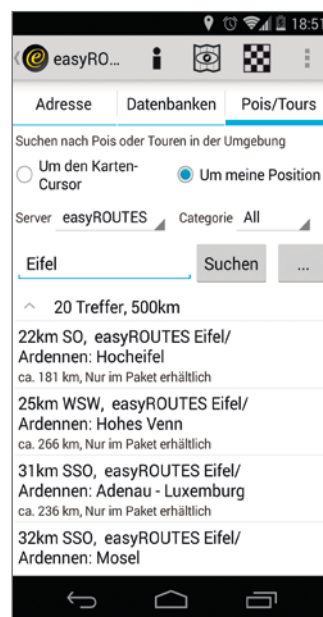 18:51
easyRO...
Adresse Datenbanken Pois/Tours
Suchen nach Pois oder Touren in der Umgebung
Um den Karten-
Cursor
Um meine Position
Server easyROUTES Categorie All
Eifel Suchen ...
20 Treffer, 500km
22km SO, easyROUTES Eifel/
Ardennen: Hocheifel
ca. 181 km, Nur im Paket erhältlich
25km WSW, easyROUTES Eifel/
Ardennen: Hohes Venn
ca. 266 km, Nur im Paket erhältlich
31km SSO, easyROUTES Eifel/
Ardennen: Adenau - Luxemburg
ca. 236 km, Nur im Paket erhältlich
32km SSO, easyROUTES Eifel/
Ardennen: Mosel